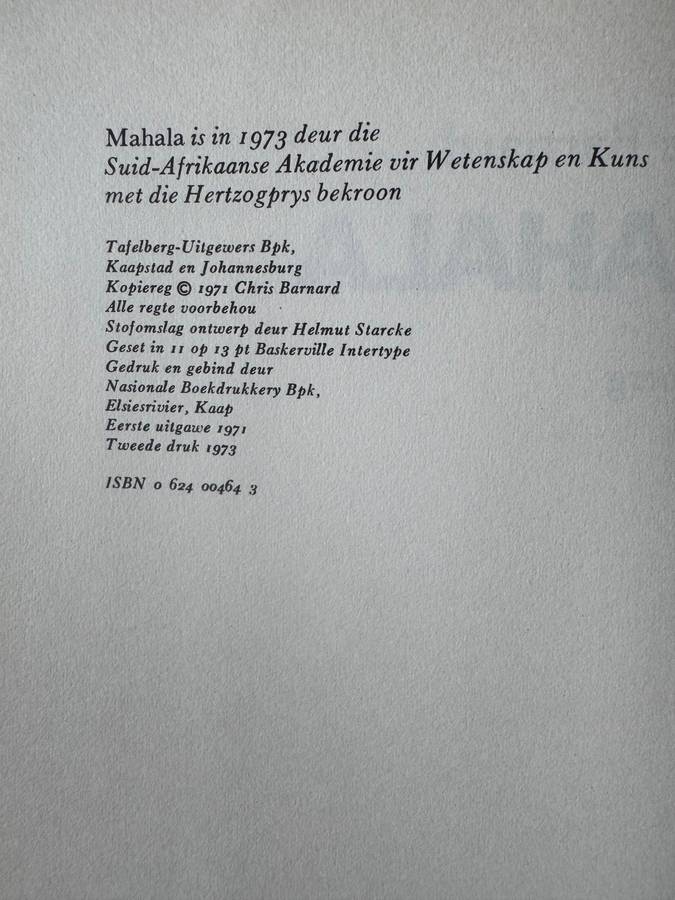 Mahala is in 1973 deur die
Suid-Afrikaanse Akademie vir Wetenskap en Kuns
met die Hertzogprys bekroon
Tafelberg-Uitgewers Bpk,
Kaapstad en Johannesburg
Kopiereg © 1971 Chris Barnard
Alle regte voorbehou
Stofomslag ontwerp deur Helmut Starcke
Geset in 11 op 13 pt Baskerville Intertype
Gedruk en gebind deur
Nasionale Boekdrukkery Bpk,
Elsiesrivier, Kaap
Eerste uitgawe 1971
Tweede druk 1973
ISBN 0 624 00464 3